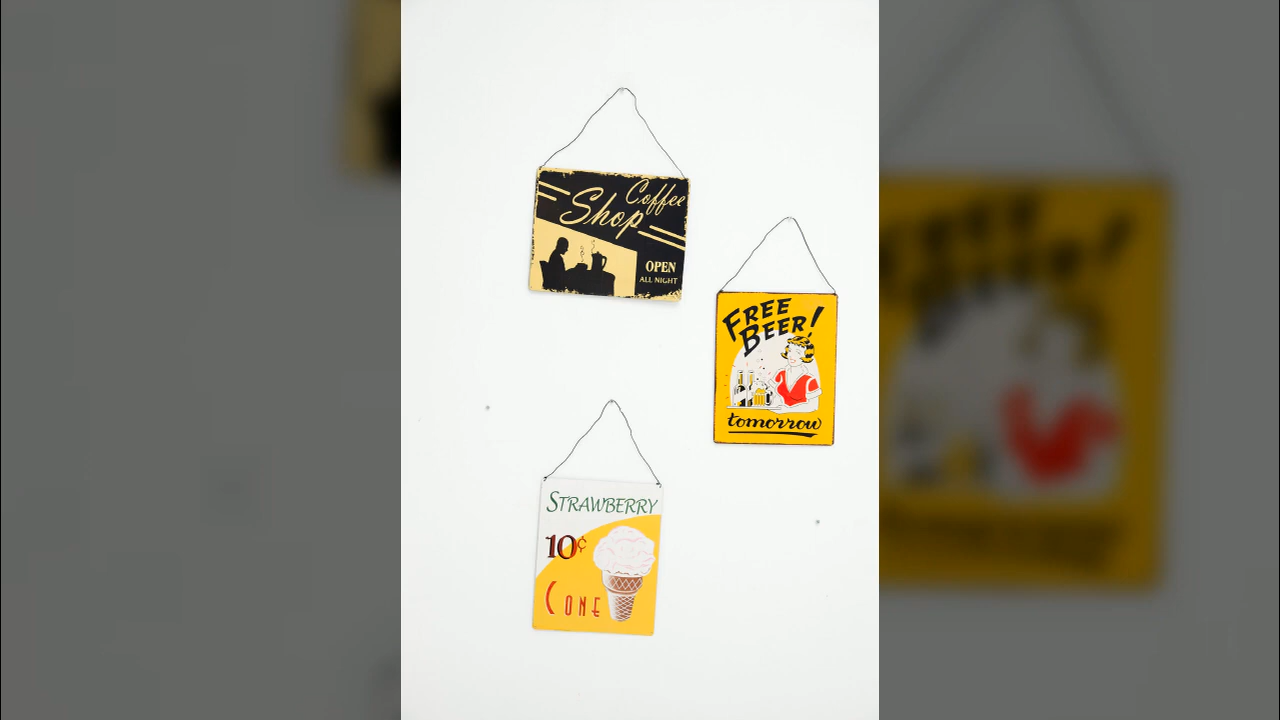 Coffee
Shop
OPEN
ALL NIGHT
FREE
BEER!
tomorrow
STRAWBERRY
10¢
CONE